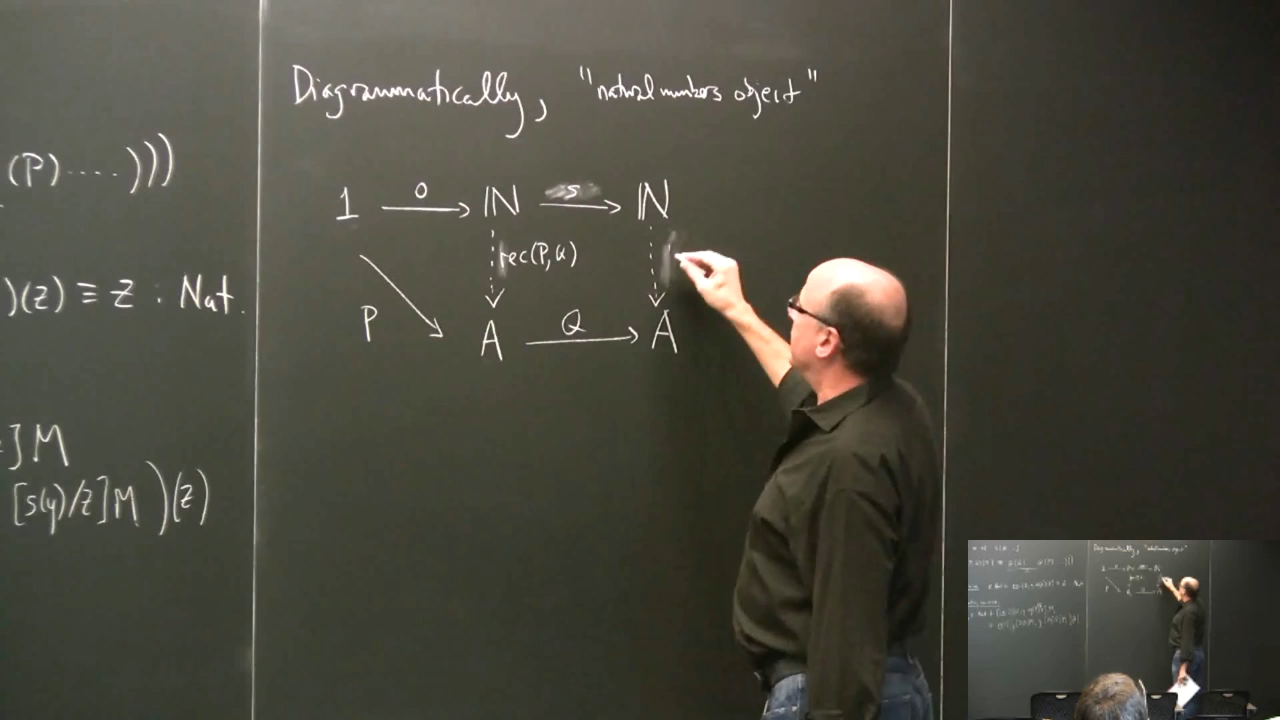 (P)....)))
)(z) ≡ z : Nat.
]M
[s(y)/z]M )(z)
Diagrammatically, "natural numbers object"
1 0 ℕ s ℕ
rec(P,Q)
P A Q A